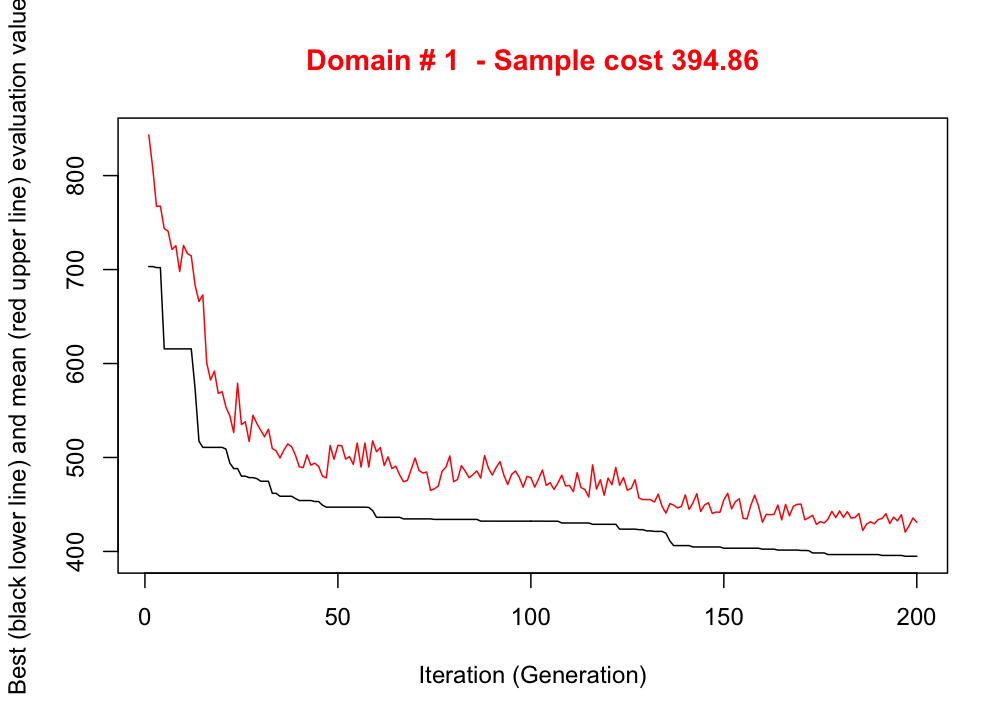 Domain # 1  - Sample cost 394.86
Best (black lower line) and mean (red upper line) evaluation value
800
700
600
500
400
0 50 100 150 200
Iteration (Generation)